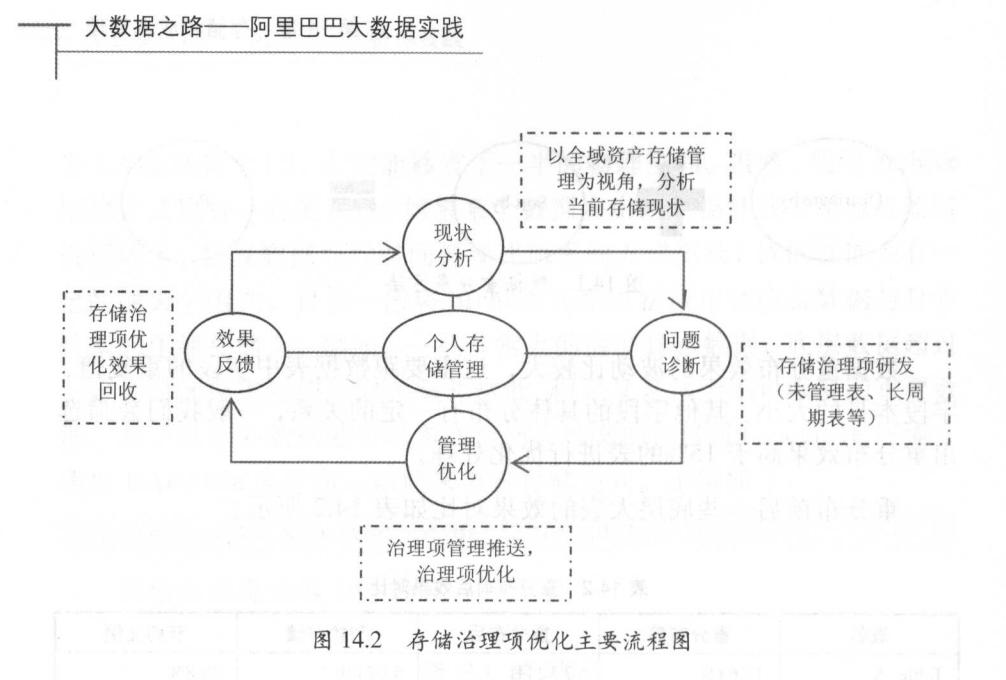 大数据之路——阿里巴巴大数据实践
以全域资产存储管
理为视角，分析
当前存储现状
现状
分析
存储治
理项优
化效果
回收
效果
反馈
个人存
储管理
问题
诊断
存储治理项研发
（未管理表、长周
期表等）
管理
优化
治理项管理推送，
治理项优化
图 14.2 存储治理项优化主要流程图